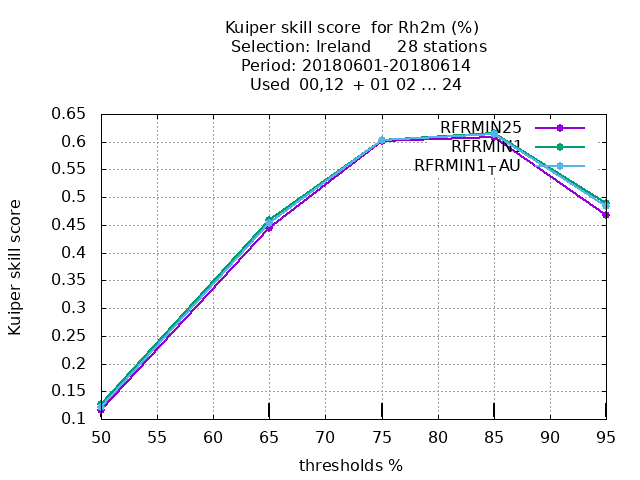 Kuiper skill score  for Rh2m (%)
Selection: Ireland     28 stations
Period: 20180601-20180614
Used  00,12  + 01 02 ... 24
RFRMIN25
RFRMIN1
RFRMIN1TAU
0.65
0.6
0.55
0.5
0.45
0.4
0.35
0.3
0.25
0.2
0.15
0.1
Kuiper skill score
50 55 60 65 70 75 80 85 90 95
thresholds %